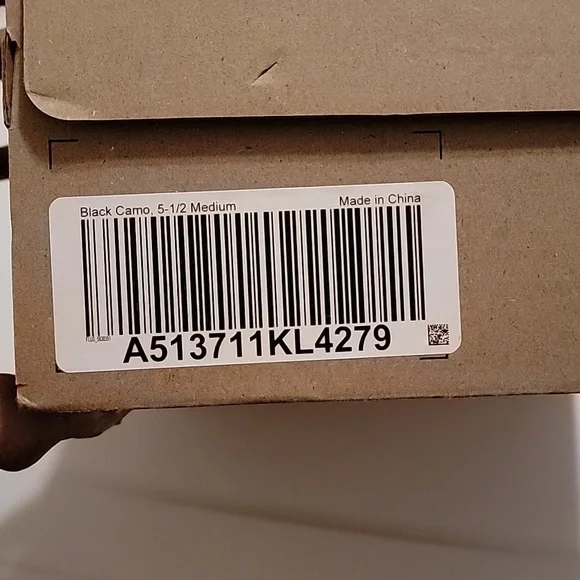 Black Camo, 5-1/2 Medium
Made in China
A513711KL4279